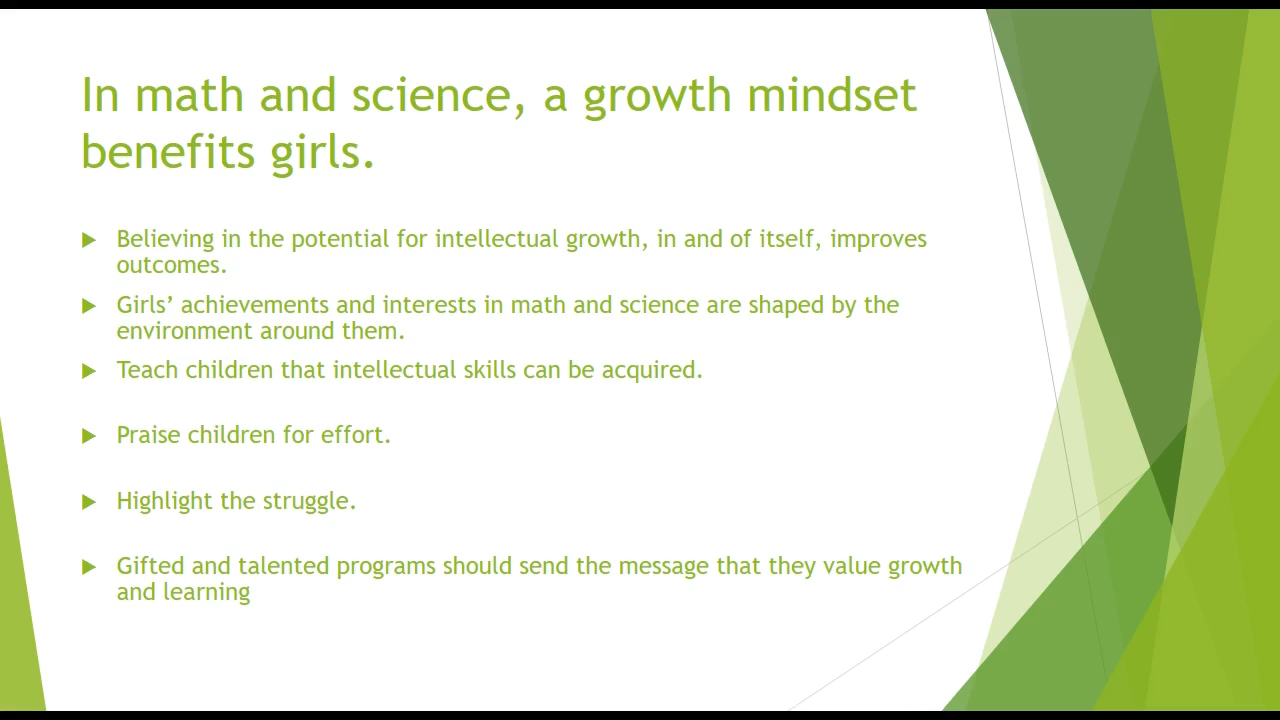 In math and science, a growth mindset
benefits girls.
Believing in the potential for intellectual growth, in and of itself, improves
outcomes.
Girls’ achievements and interests in math and science are shaped by the
environment around them.
Teach children that intellectual skills can be acquired.
Praise children for effort.
Highlight the struggle.
Gifted and talented programs should send the message that they value growth
and learning